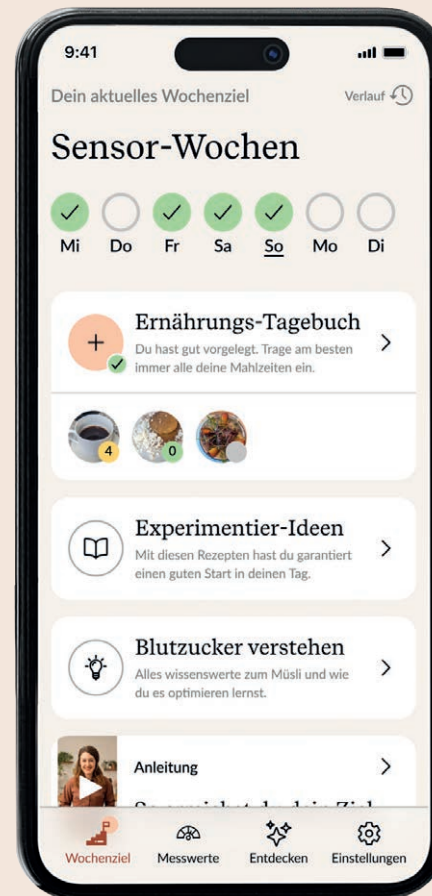 9:41
Dein aktuelles Wochenziel
Verlauf
Sensor-Wochen
Mi Do Fr Sa So Mo Di
Ernährungs-Tagebuch
Du hast gut vorgelegt. Trage am besten
immer alle deine Mahlzeiten ein.
4 0
Experimentier-Ideen
Mit diesen Rezepten hast du garantiert
einen guten Start in deinen Tag.
Blutzucker verstehen
Alles wissenswerte zum Müsli und wie
du es optimieren lernst.
Anleitung
Wochenziel Messwerte Entdecken Einstellungen